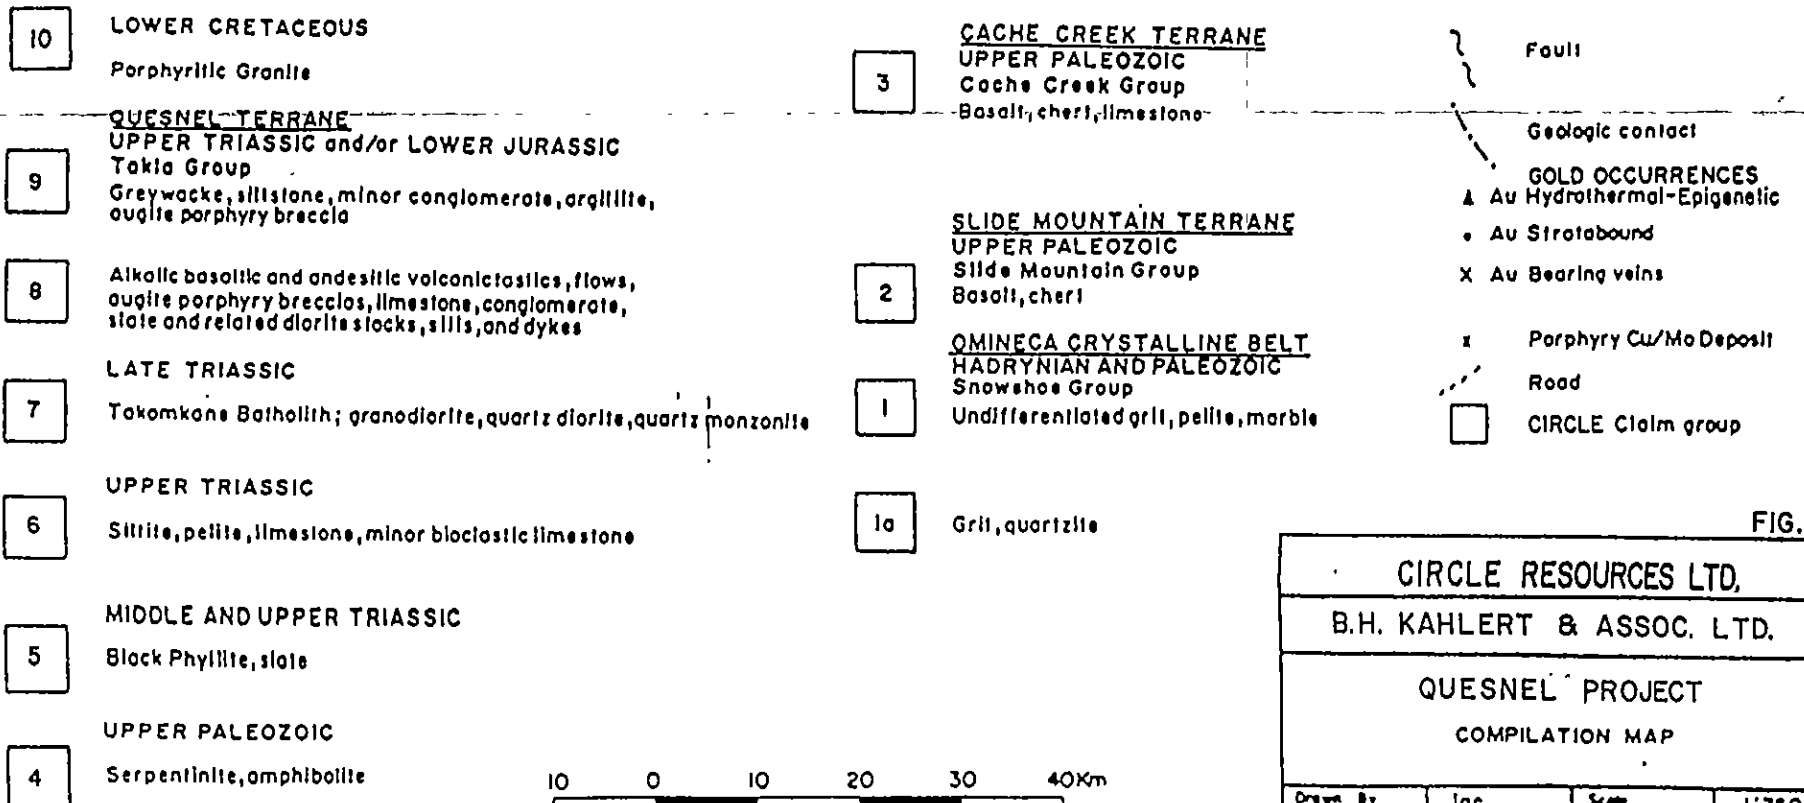 10
LOWER CRETACEOUS
Porphyritic Granite
QUESNEL TERRANE
UPPER TRIASSIC and/or LOWER JURASSIC
9
Takla Group
Greywacke, siltstone, minor conglomerate, argillite,
augite porphyry breccia
8
Alkalic basaltic and andesitic volcanictastics, flows,
augite porphyry breccias, limestone, conglomerate,
slate and related diorite stocks, sills, and dykes
LATE TRIASSIC
7
Takomkane Batholith; granodiorite, quartz diorite, quartz monzonite
UPPER TRIASSIC
6
Siltite, pelite, limestone, minor bioclastic limestone
MIDDLE AND UPPER TRIASSIC
5
Black Phyllite, slate
UPPER PALEOZOIC
4
Serpentinite, amphibolite
CACHE CREEK TERRANE
UPPER PALEOZOIC
3
Cache Creek Group
Basalt, chert, limestone
SLIDE MOUNTAIN TERRANE
UPPER PALEOZOIC
Slide Mountain Group
2
Basalt, chert
OMINECA CRYSTALLINE BELT
HADRYNIAN AND PALEOZOIC
Snowshoe Group
1
Undifferentiated grit, pelite, marble
1a
Grit, quartzite
10 0 10 20 30 40Km
Fault
Geologic contact
GOLD OCCURRENCES
Au Hydrothermal-Epigenetic
Au Stratabound
x Au Bearing veins
x Porphyry Cu/Mo Deposit
Road
CIRCLE Claim group
FIG.
CIRCLE RESOURCES LTD,
B.H. KAHLERT & ASSOC. LTD.
QUESNEL PROJECT
COMPILATION MAP
Drawn By
Scale